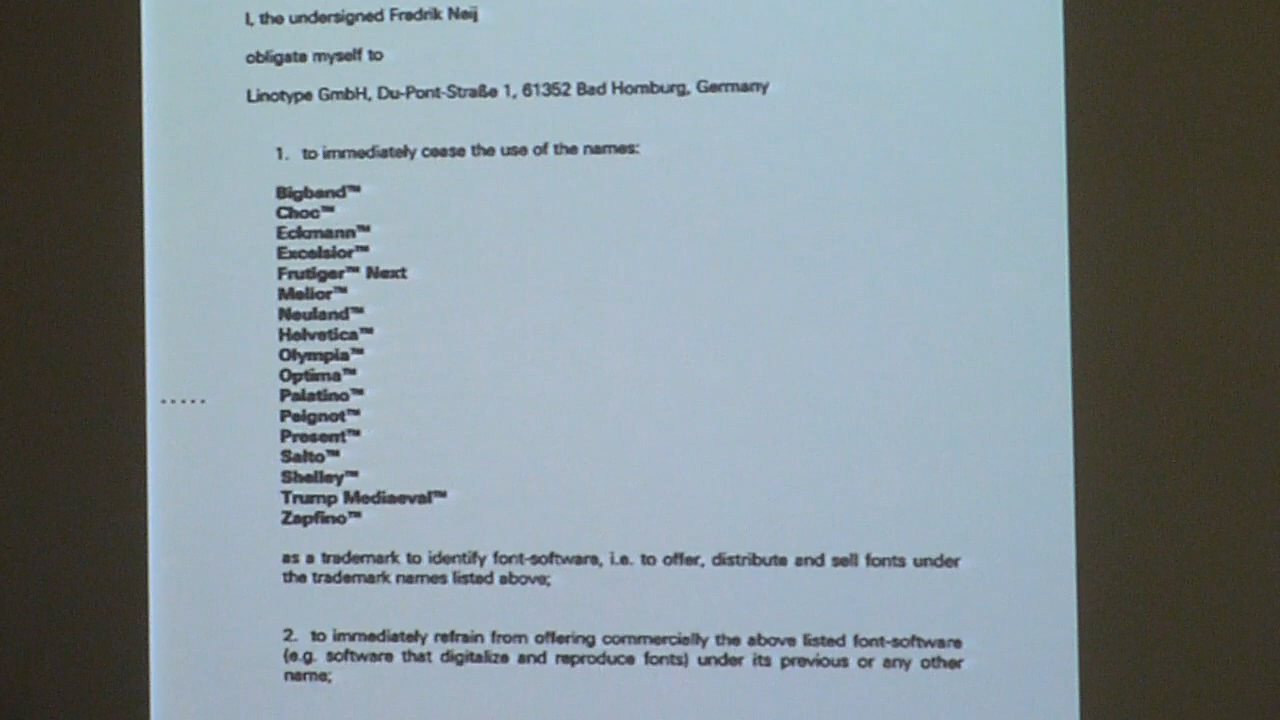 I, the undersigned Fredrik Neij
obligate myself to
Linotype GmbH, Du-Pont-Straße 1, 61352 Bad Homburg, Germany
1. to immediately cease the use of the names:
Bigband™
Choc™
Eckmann™
Excelsior™
Frutiger™ Next
Melior™
Neuland™
Helvetica™
Olympia™
Optima™
Palatino™
.....
Peignot™
Present™
Salto™
Shelley™
Trump Mediaeval™
Zapfino™
as a trademark to identify font-software, i.e. to offer, distribute and sell fonts under
the trademark names listed above;
2. to immediately refrain from offering commercially the above listed font-software
(e.g. software that digitalize and reproduce fonts) under its previous or any other
name;